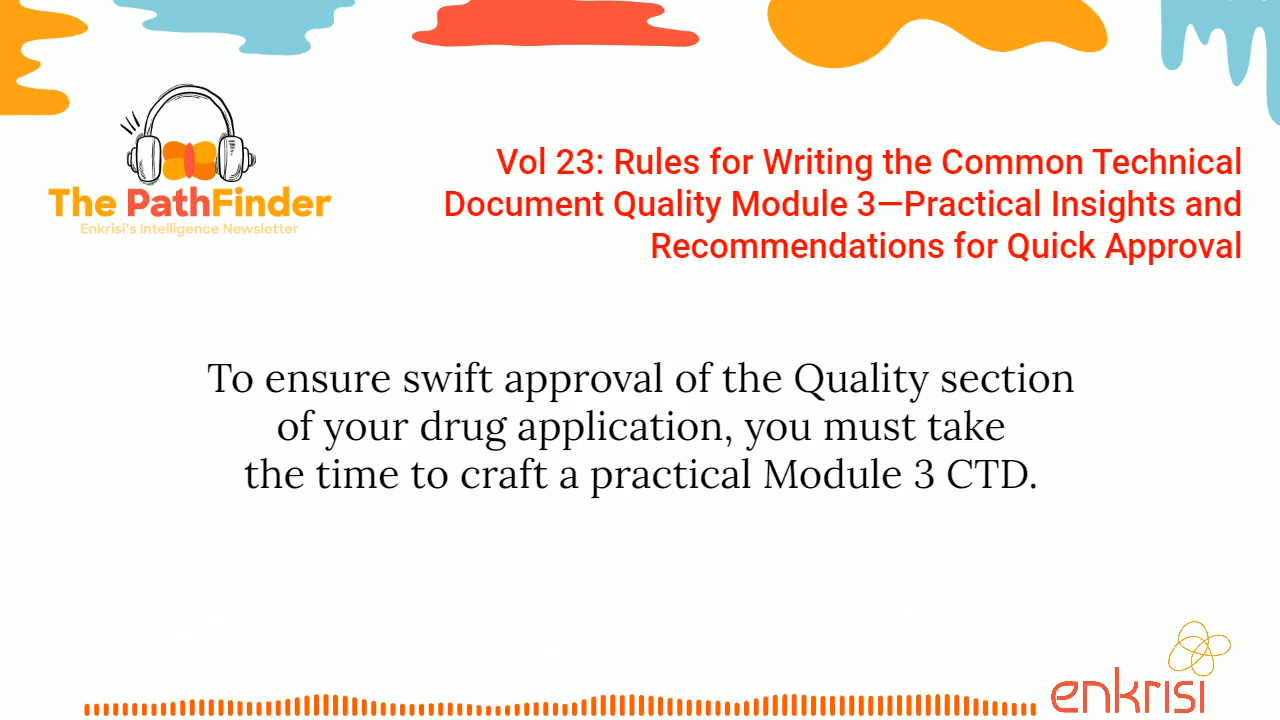 The PathFinder
Enkrisi's Intelligence Newsletter
Vol 23: Rules for Writing the Common Technical
Document Quality Module 3—Practical Insights and
Recommendations for Quick Approval
To ensure swift approval of the Quality section
of your drug application, you must take
the time to craft a practical Module 3 CTD.
enkrisi